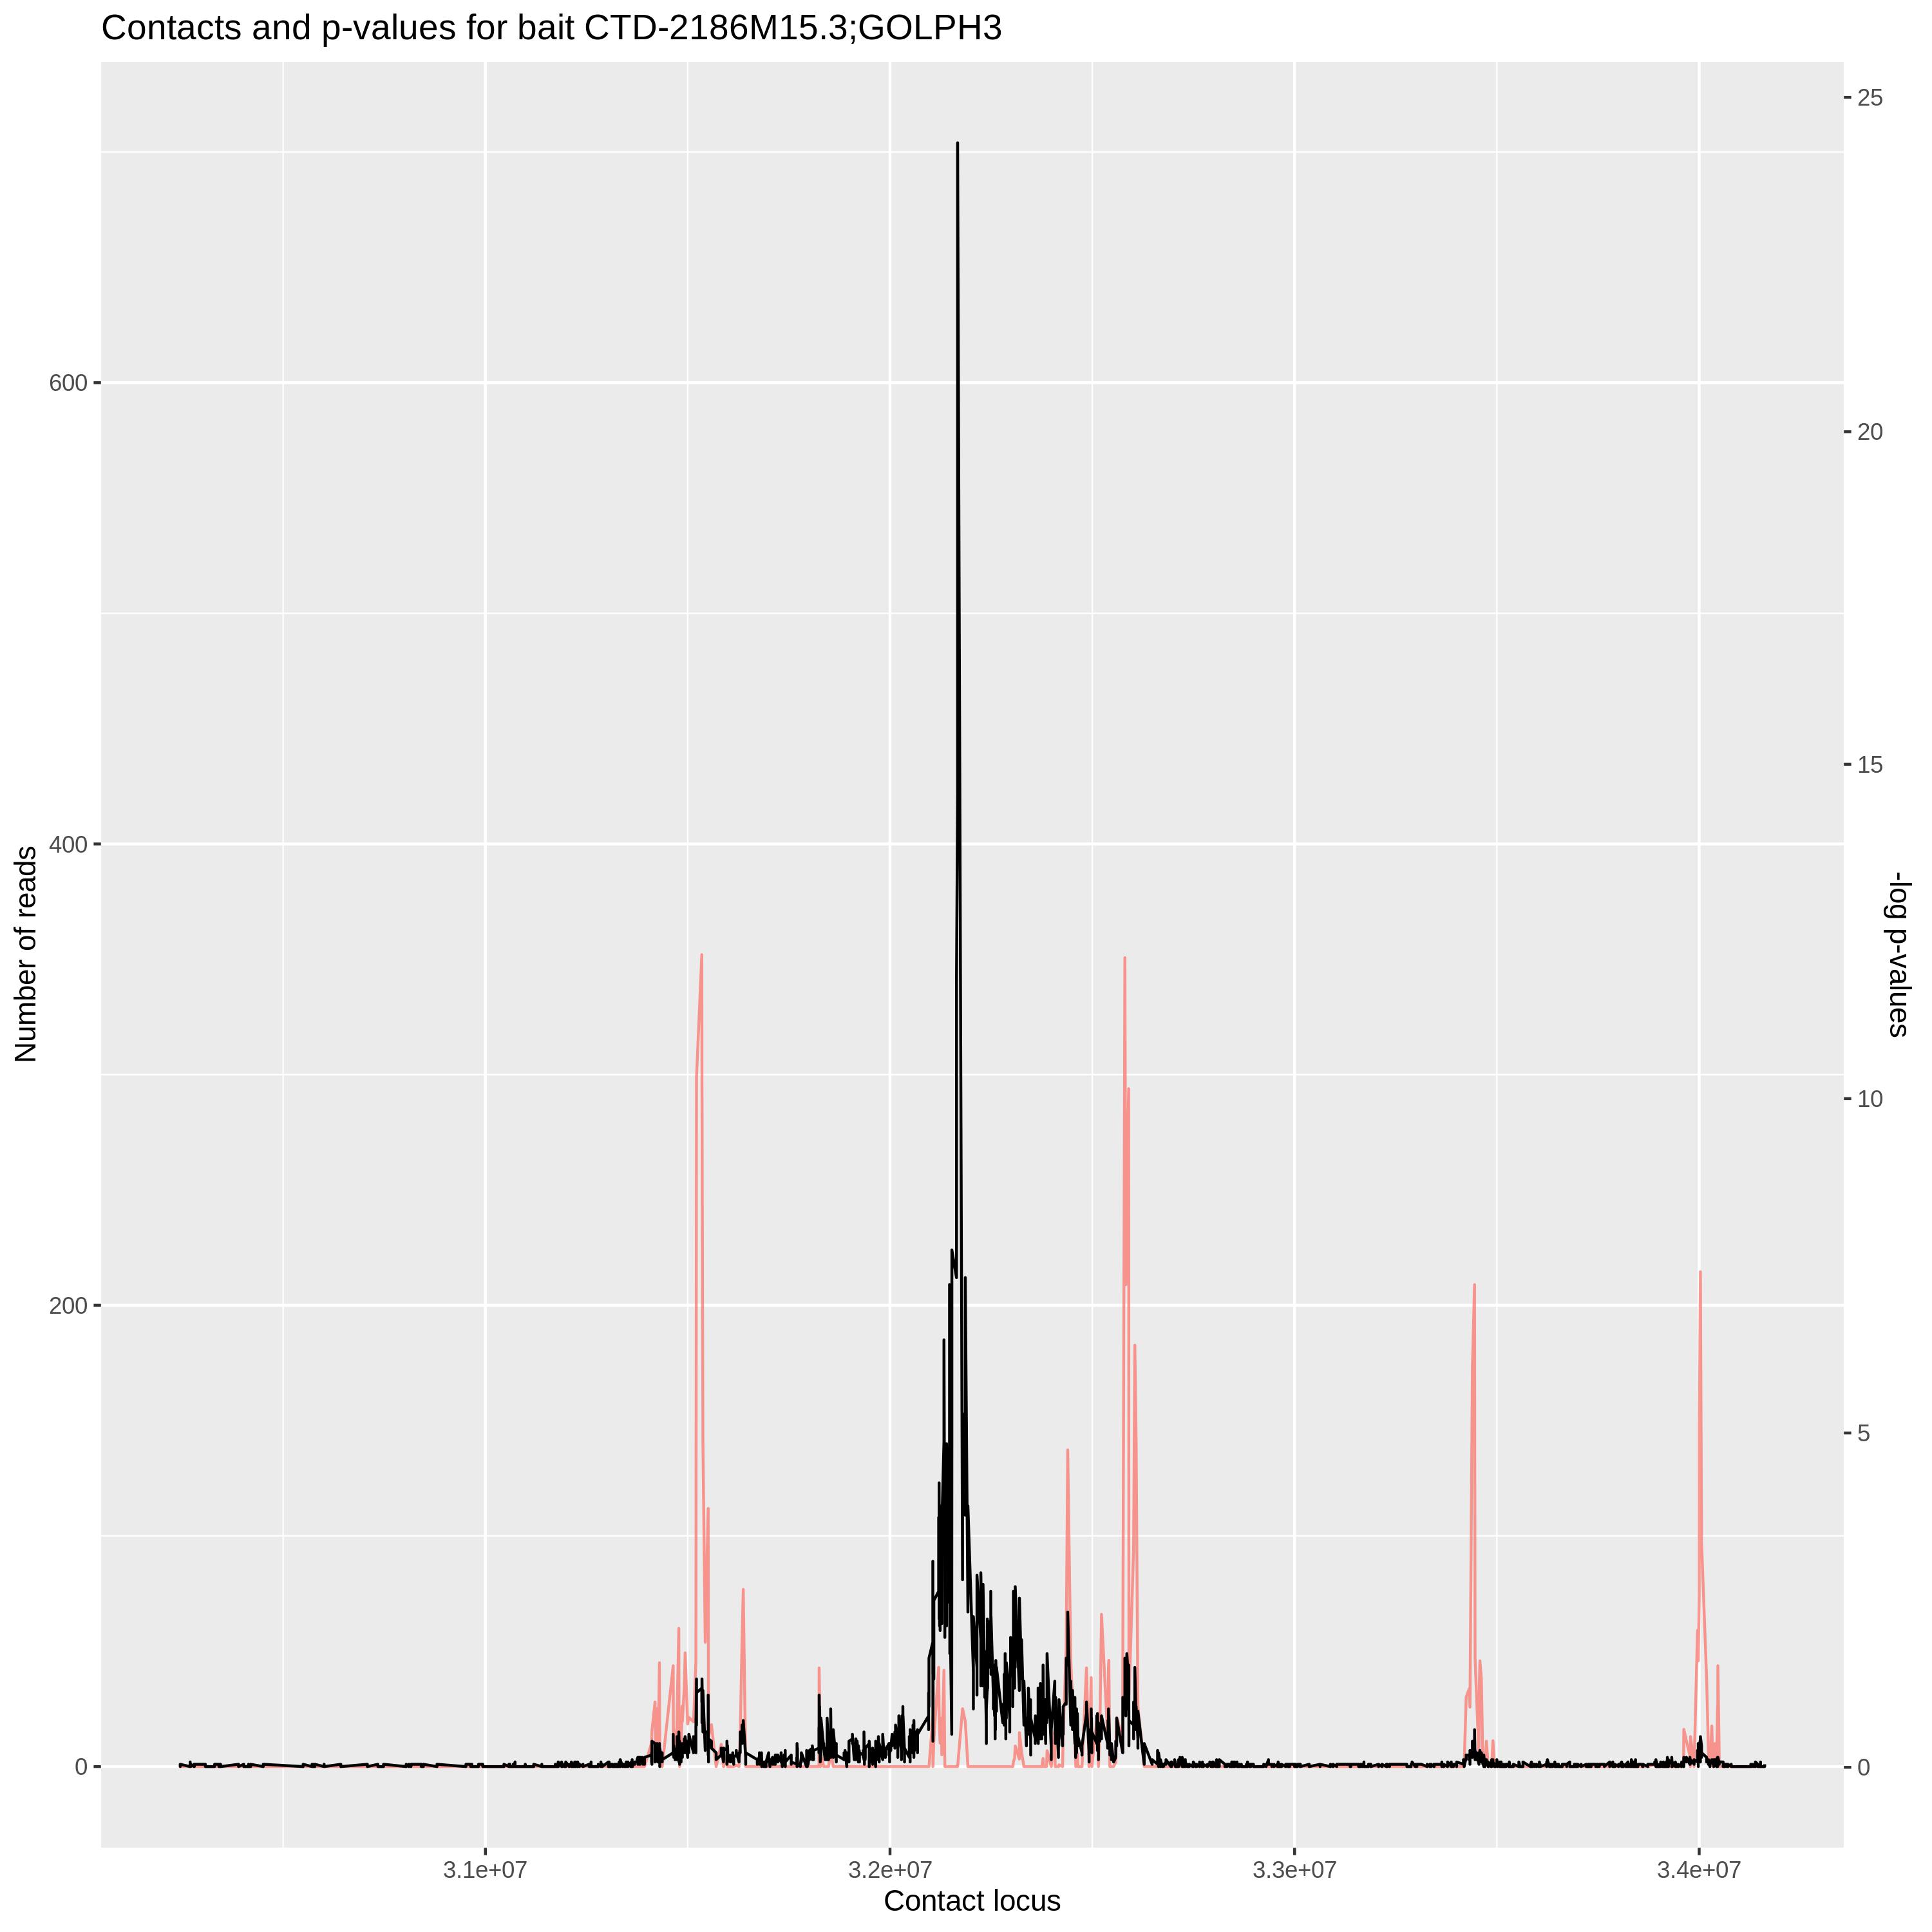 Contacts and p-values for bait CTD-2186M15.3;GOLPH3
Number of reads
600
400
200
0
25
20
15
10
5
0
-log p-values
3.1e+07 3.2e+07 3.3e+07 3.4e+07
Contact locus